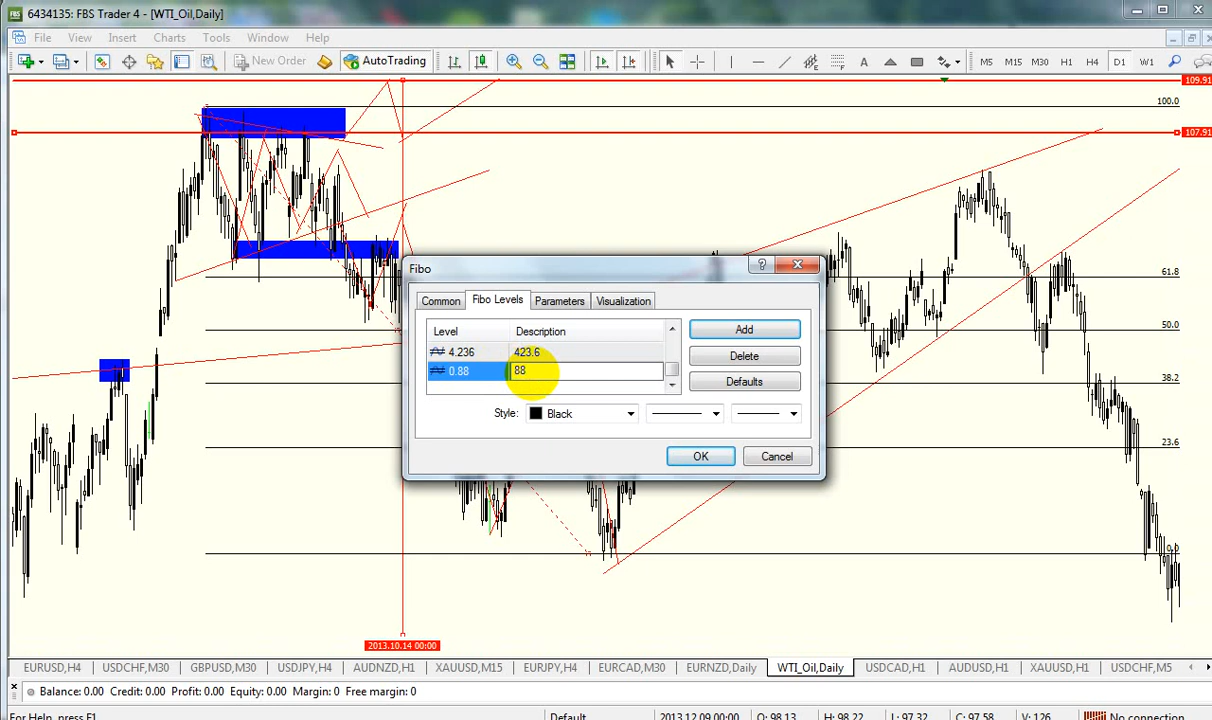 6434135: FBS Trader 4 - [WTI_Oil,Daily]
File View Insert Charts Tools Window Help
New Order AutoTrading A M5 M15 M30 H1 H4 D1 W1
109.91
100.0
107.91
Fibo
Common Fibo Levels Parameters Visualization
61.8
Level Description Add
50.0
4.236 423.6 Delete
0.88 88 Defaults
38.2
Style: Black
23.6
OK Cancel
0.0
2013.10.14 00:00
EURUSD,H4 USDCHF,M30 GBPUSD,M30 USDJPY,H4 AUDNZD,H1 XAUUSD,M15 EURJPY,H4 EURCAD,M30 EURNZD,Daily WTI_Oil,Daily USDCAD,H1 AUDUSD,H1 XAUUSD,H1 USDCHF,M5
Balance: 0.00 Credit: 0.00 Profit: 0.00 Equity: 0.00 Margin: 0 Free margin: 0
For Help, press F1 Default 2013.12.09 00:00 O: 98.13 H: 98.22 L: 97.32 C: 97.58 V: 126 No connection